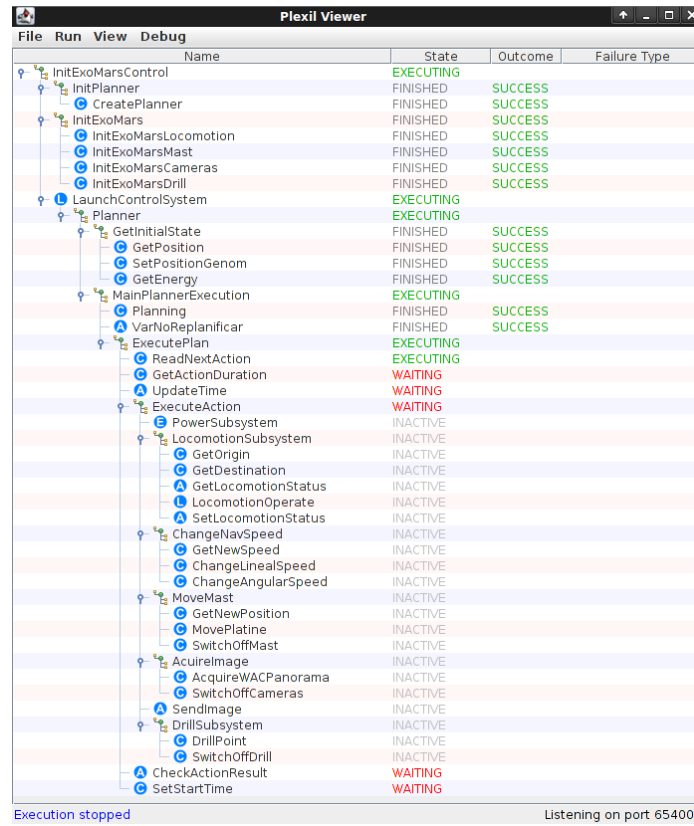 Plexil Viewer
File Run View Debug
Name State Outcome Failure Type
InitExoMarsControl EXECUTING
InitPlanner FINISHED SUCCESS
C CreatePlanner FINISHED SUCCESS
InitExoMars FINISHED SUCCESS
C InitExoMarsLocomotion FINISHED SUCCESS
C InitExoMarsMast FINISHED SUCCESS
C InitExoMarsCameras FINISHED SUCCESS
C InitExoMarsDrill FINISHED SUCCESS
L LaunchControlSystem EXECUTING
Planner EXECUTING
GetInitialState FINISHED SUCCESS
C GetPosition FINISHED SUCCESS
C SetPositionGenom FINISHED SUCCESS
C GetEnergy FINISHED SUCCESS
MainPlannerExecution EXECUTING
C Planning FINISHED SUCCESS
A VarNoReplanificar FINISHED SUCCESS
ExecutePlan EXECUTING
C ReadNextAction EXECUTING
C GetActionDuration WAITING
A UpdateTime WAITING
ExecuteAction WAITING
E PowerSubsystem INACTIVE
LocomotionSubsystem INACTIVE
C GetOrigin INACTIVE
C GetDestination INACTIVE
A GetLocomotionStatus INACTIVE
L LocomotionOperate INACTIVE
A SetLocomotionStatus INACTIVE
ChangeNavSpeed INACTIVE
C GetNewSpeed INACTIVE
C ChangeLinealSpeed INACTIVE
C ChangeAngularSpeed INACTIVE
MoveMast INACTIVE
C GetNewPosition INACTIVE
C MovePlatine INACTIVE
C SwitchOffMast INACTIVE
AcuireImage INACTIVE
C AcquireWACPanorama INACTIVE
C SwitchOffCameras INACTIVE
A SendImage INACTIVE
DrillSubsystem INACTIVE
C DrillPoint INACTIVE
C SwitchOffDrill INACTIVE
A CheckActionResult WAITING
C SetStartTime WAITING
Execution stopped Listening on port 65400